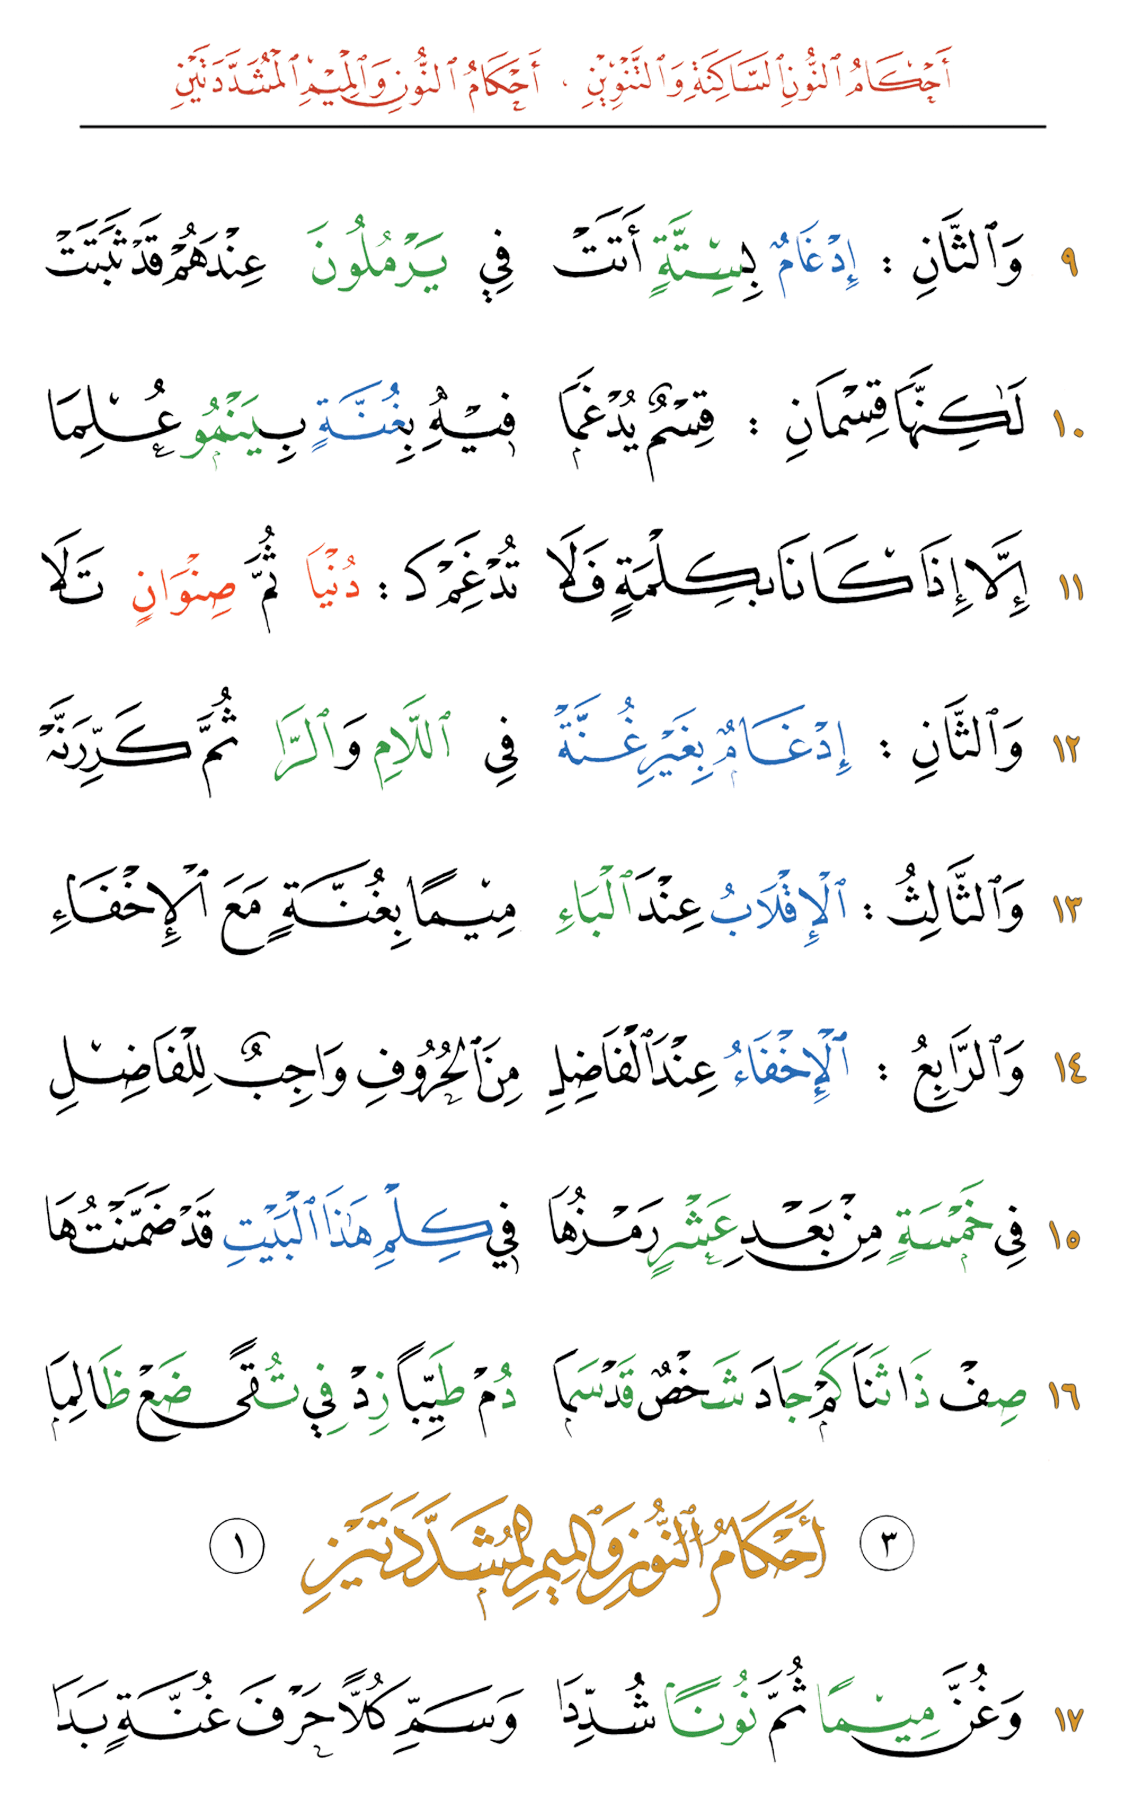 أَحْكَامُ ٱلنُّونِ ٱلسَّاكِنَةِ وَٱلتَّنْوِينِ ، أَحْكَامُ ٱلنُّونِ وَٱلْمِيمِ ٱلْمُشَدَّدَتَيْنِ
٩ وَٱلثَّانِ : إِدْغَامٌ بِسِتَّةٍ أَتَتْ فِي يَرْمُلُونَ عِنْدَهُمْ قَدْ ثَبَتَتْ
١٠ لَٰكِنَّهَا قِسْمَانِ : قِسْمٌ يُدْغَمَا فِيْهِ بِغُنَّةٍ بِيَنْمُو عُلِمَا
١١ إِلَّا إِذَا كَانَا بِكِلْمَةٍ فَلَا تُدْغِمْ كَ : دُنْيَا ثُمَّ صِنْوَانٍ تَلَا
١٢ وَٱلثَّانِ : إِدْغَامٌ بِغَيْرِ غُنَّةْ فِي ٱللَّامِ وَٱلرَّا ثُمَّ كَرِّرَنَّهْ
١٣ وَٱلثَّالِثُ : ٱلْإِقْلَابُ عِنْدَ ٱلْبَاءِ مِيْمًا بِغُنَّةٍ مَعَ ٱلْإِخْفَاءِ
١٤ وَٱلرَّابِعُ : ٱلْإِخْفَاءُ عِنْدَ ٱلْفَاضِلِ مِنَ ٱلْحُرُوفِ وَاجِبٌ لِلْفَاضِلِ
١٥ فِي خَمْسَةٍ مِنْ بَعْدِ عَشْرٍ رَمْزُهَا فِي كِلْمِ هَٰذَا ٱلْبَيْتِ قَدْ ضَمَّنْتُهَا
١٦ صِفْ ذَا ثَنَا كَمْ جَادَ شَخْصٌ قَدْ سَمَا دُمْ طَيِّبًا زِدْ فِي تُقًى ضَعْ ظَالِمَا
٣ أَحْكَامُ ٱلنُّونِ وَٱلْمِيمِ ٱلْمُشَدَّدَتَيْنِ ١
١٧ وَغُنَّ مِيْمًا ثُمَّ نُونًا شُدِّدَا وَسَمِّ كُلًّا حَرْفَ غُنَّةٍ بَدَا